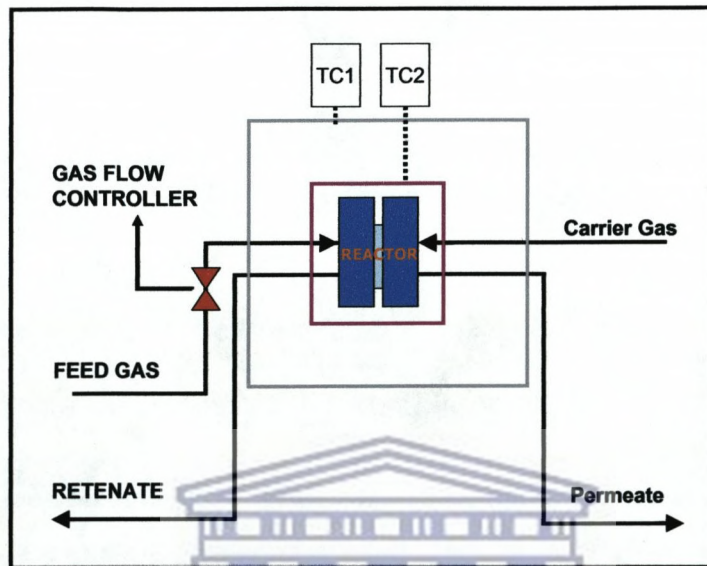 TC1
TC2
GAS FLOW
CONTROLLER
Carrier Gas
REACTOR
FEED GAS
RETENATE
Permeate